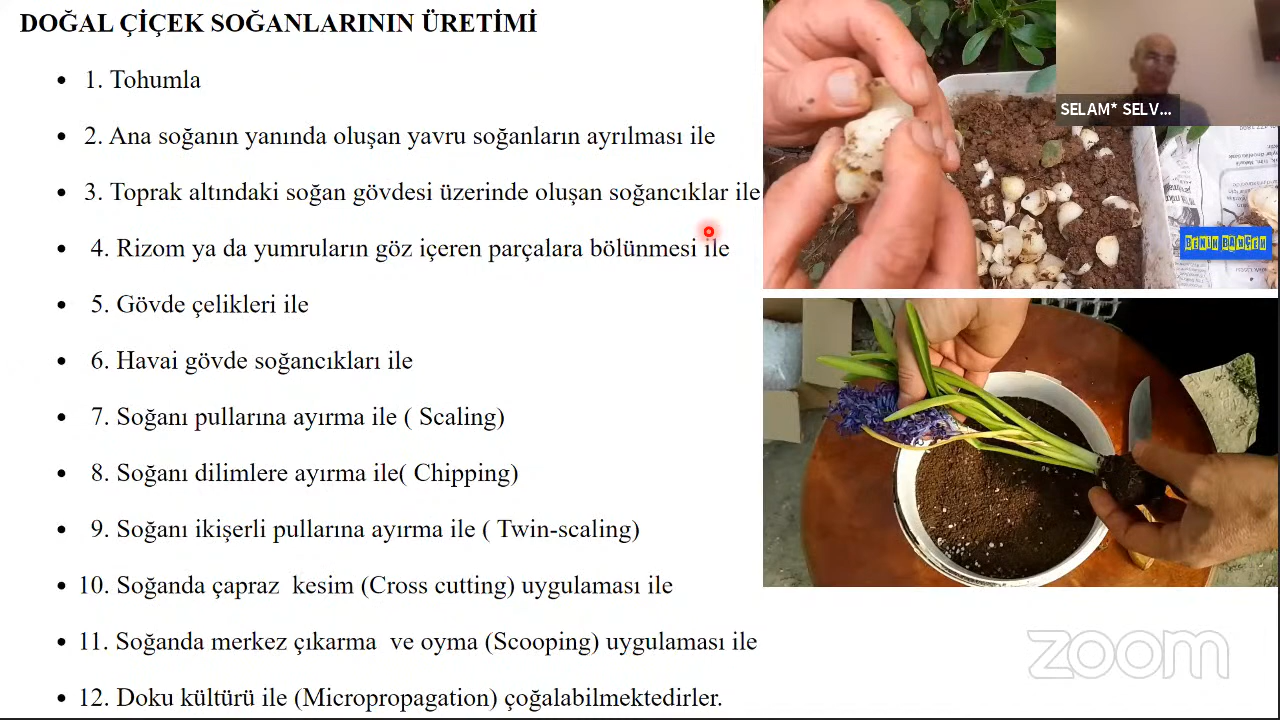 DOĞAL ÇİÇEK SOĞANLARININ ÜRETİMİ
• 1. Tohumla
• 2. Ana soğanın yanında oluşan yavru soğanların ayrılması ile
• 3. Toprak altındaki soğan gövdesi üzerinde oluşan soğancıklar ile
• 4. Rizom ya da yumruların göz içeren parçalara bölünmesi ile
• 5. Gövde çelikleri ile
• 6. Havai gövde soğancıkları ile
• 7. Soğanı pullarına ayırma ile ( Scaling)
• 8. Soğanı dilimlere ayırma ile( Chipping)
• 9. Soğanı ikişerli pullarına ayırma ile ( Twin-scaling)
• 10. Soğanda çapraz kesim (Cross cutting) uygulaması ile
• 11. Soğanda merkez çıkarma ve oyma (Scooping) uygulaması ile
• 12. Doku kültürü ile (Micropropagation) çoğalabilmektedirler.
SELAM* SELV...
BENİM BAHÇEM
zoom